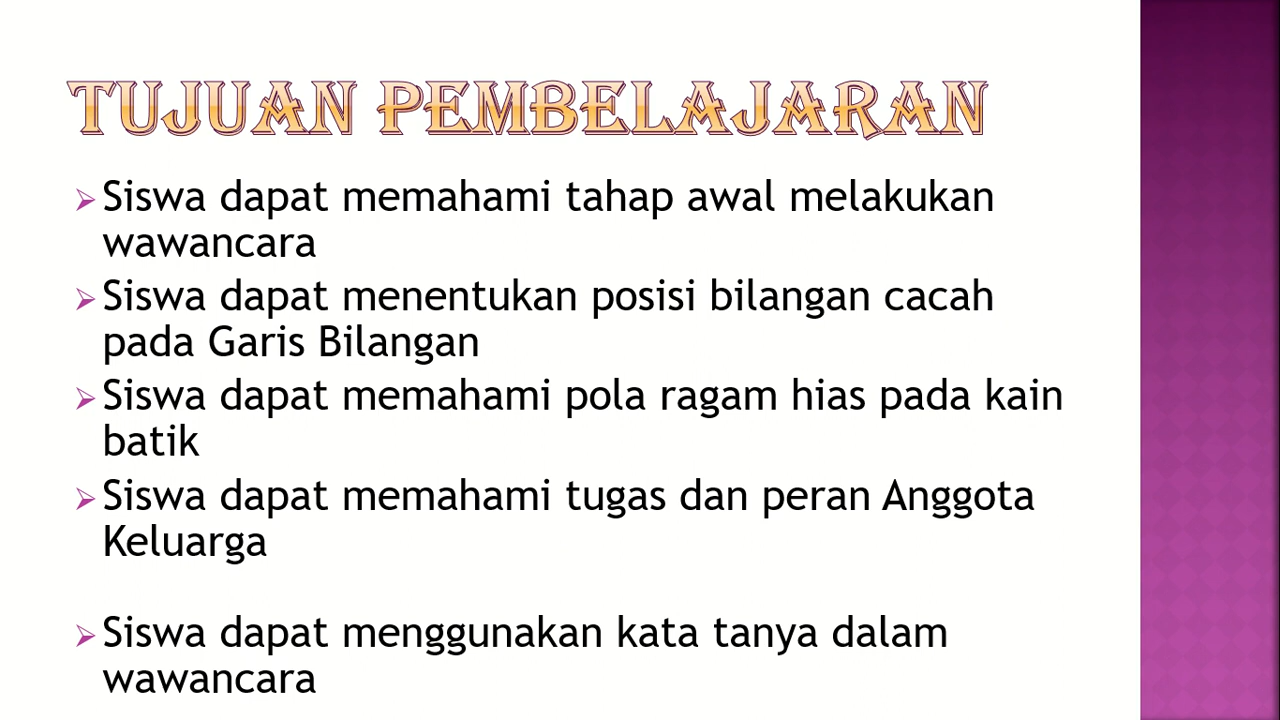 TUJUAN PEMBELAJARAN
Siswa dapat memahami tahap awal melakukan
wawancara
Siswa dapat menentukan posisi bilangan cacah
pada Garis Bilangan
Siswa dapat memahami pola ragam hias pada kain
batik
Siswa dapat memahami tugas dan peran Anggota
Keluarga
Siswa dapat menggunakan kata tanya dalam
wawancara